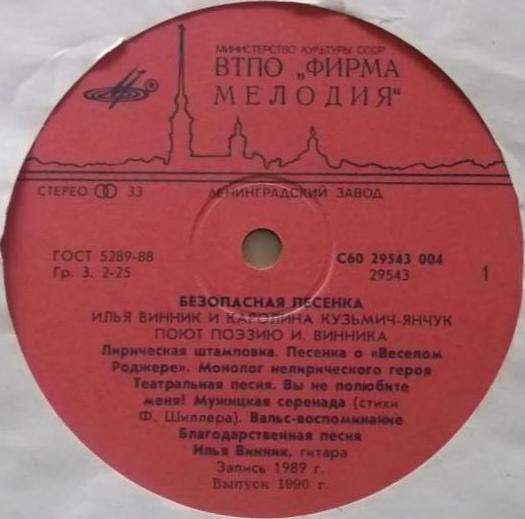 МИНИСТЕРСТВО КУЛЬТУРЫ СССР
ВТПО „ФИРМА
МЕЛОДИЯ“
СТЕРЕО 33
ЛЕНИНГРАДСКИЙ ЗАВОД
ГОСТ 5289-88
Гр. 3. 2-25
С60 29543 004
29543
1
БЕЗОПАСНАЯ ПЕСЕНКА
ИЛЬЯ ВИННИК И КАРОЛИНА КУЗЬМИЧ-ЯНЧУК
ПОЮТ ПОЭЗИЮ И. ВИННИКА
Лирическая штамповка. Песенка о «Веселом
Роджере». Монолог нелирического героя
Театральная песня. Вы не полюбите
меня! Мужицкая серенада (стихи
Ф. Шиллера). Вальс-воспоминание
Благодарственная песня
Илья Винник, гитара
Запись 1989 г.
Выпуск 1990 г.